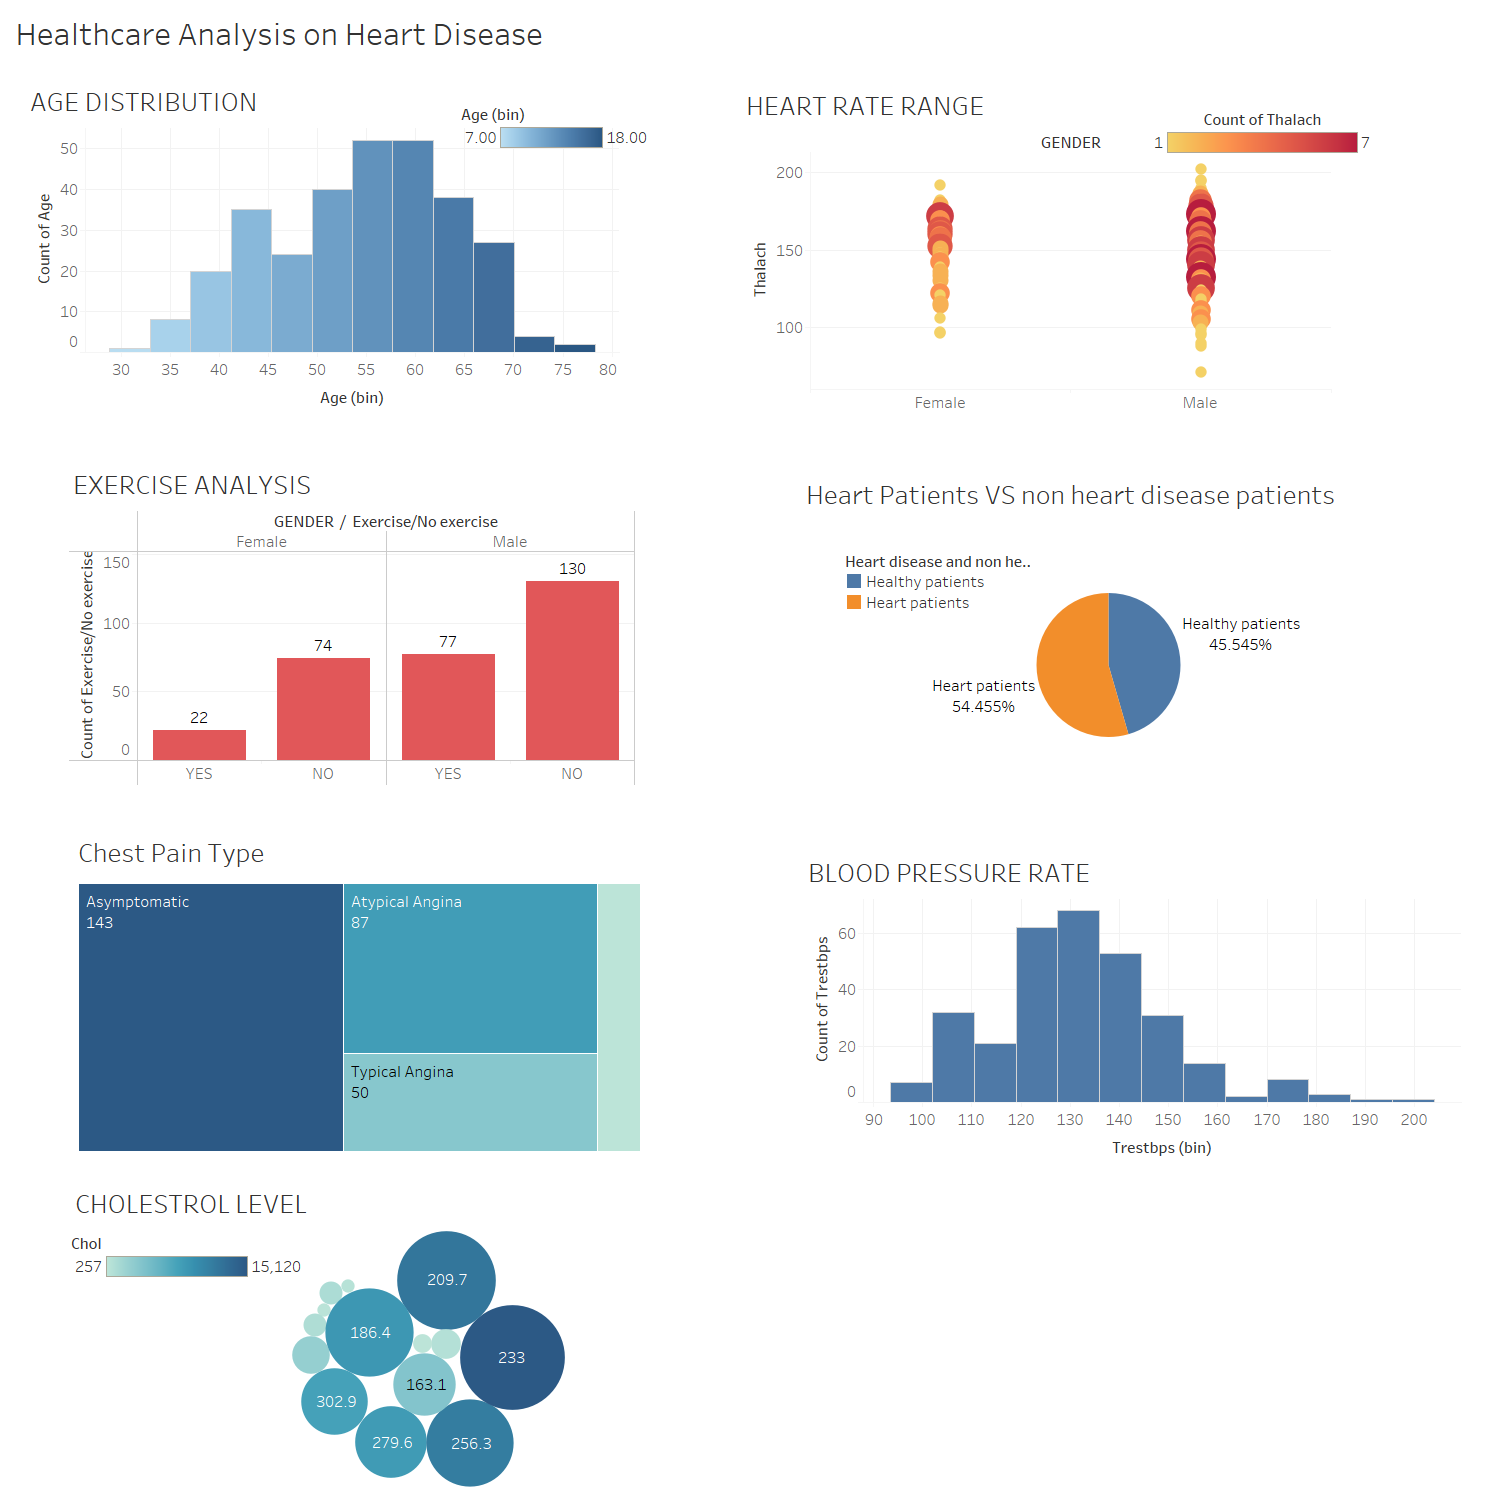 Healthcare Analysis on Heart Disease
AGE DISTRIBUTION
Age (bin)
7.00 18.00
Count of Age
50
40
30
20
10
0
30 35 40 45 50 55 60 65 70 75 80
Age (bin)
HEART RATE RANGE
Count of Thalach
GENDER 1 7
Thalach
200
150
100
Female Male
EXERCISE ANALYSIS
GENDER / Exercise/No exercise
Female Male
Count of Exercise/No exercise
150
100
50
0
22 74 77 130
YES NO YES NO
Heart Patients VS non heart disease patients
Heart disease and non he..
Healthy patients
Heart patients
Healthy patients
45.545%
Heart patients
54.455%
Chest Pain Type
Asymptomatic
143
Atypical Angina
87
Typical Angina
50
BLOOD PRESSURE RATE
Count of Trestbps
60
40
20
0
90 100 110 120 130 140 150 160 170 180 190 200
Trestbps (bin)
CHOLESTROL LEVEL
Chol
257 15,120
209.7
186.4
233
163.1
302.9
279.6
256.3